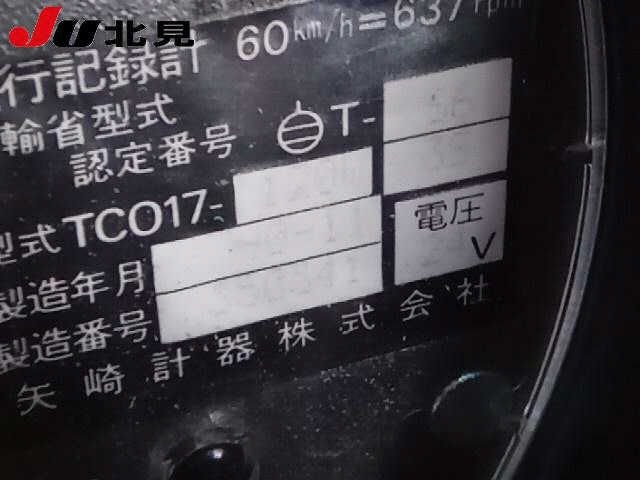 JU北見
60km/h=637rpm
行記録計
輸省型式
認定番号 T-
型式 TCO17-
製造年月
製造番号
電圧
V
矢崎計器株式会社